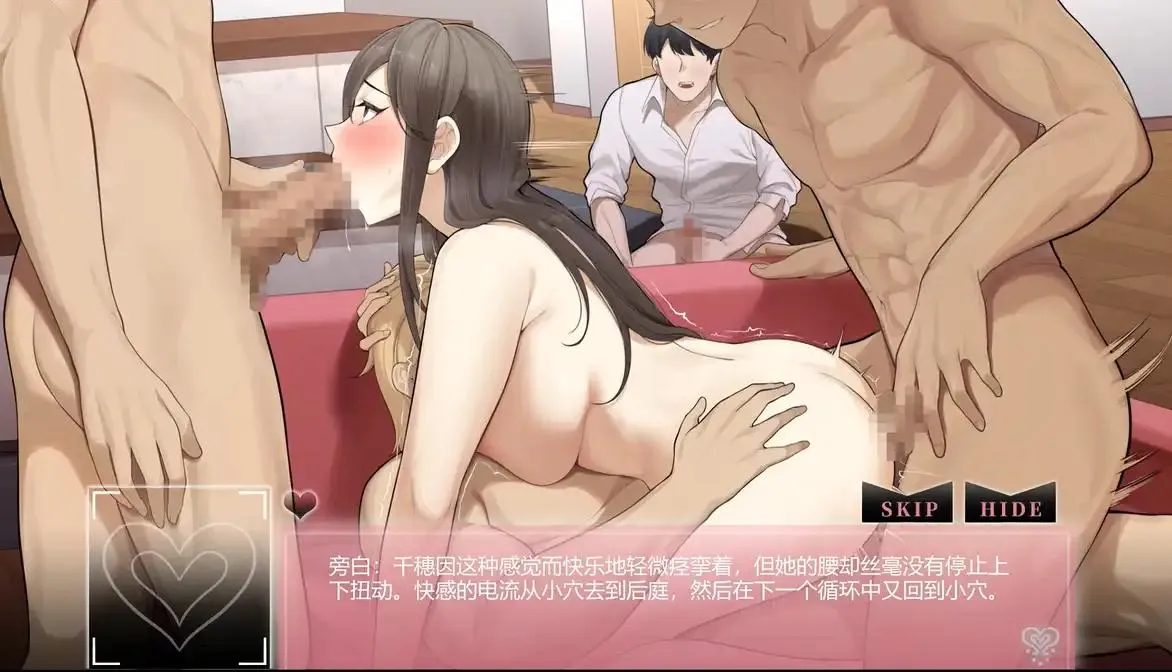 SKIP HIDE
旁白：千穗因这种感觉而快乐地轻微痉挛着，但她的腰却丝毫没有停止上
下扭动。快感的电流从小穴去到后庭，然后在下一个循环中又回到小穴。